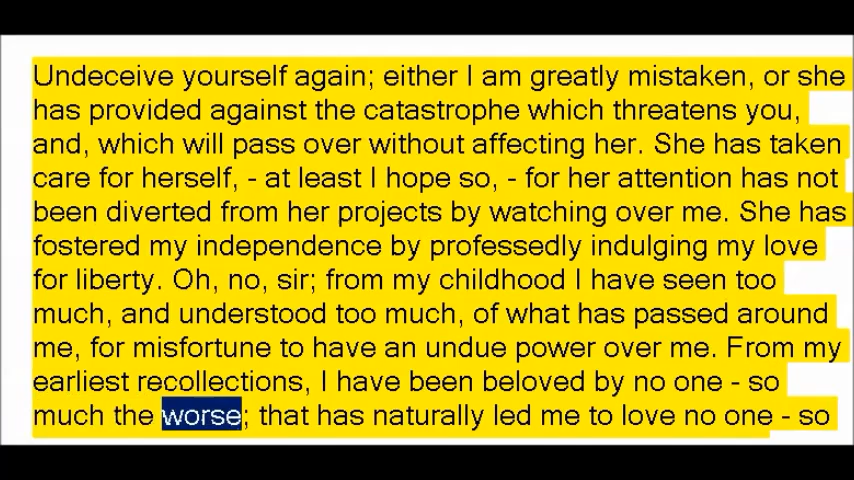 Undeceive yourself again; either I am greatly mistaken, or she
has provided against the catastrophe which threatens you,
and, which will pass over without affecting her. She has taken
care for herself, - at least I hope so, - for her attention has not
been diverted from her projects by watching over me. She has
fostered my independence by professedly indulging my love
for liberty. Oh, no, sir; from my childhood I have seen too
much, and understood too much, of what has passed around
me, for misfortune to have an undue power over me. From my
earliest recollections, I have been beloved by no one - so
much the worse; that has naturally led me to love no one - so